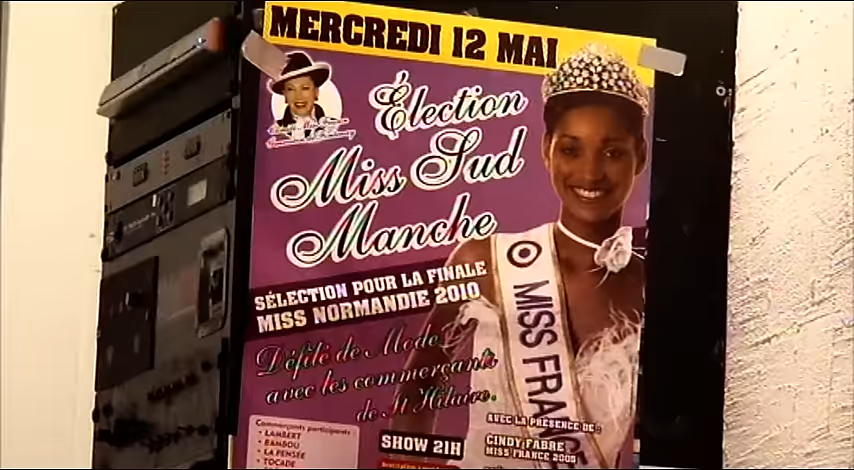 MERCREDI 12 MAI
Élection
Miss Sud
Manche
SÉLECTION POUR LA FINALE
MISS NORMANDIE 2010
Défilé de Mode
avec les commerçants
de St Hilaire.
Commerçants participants
• LAMBERT
• BAMBOU
• LA PENSÉE
• TOCADE
SHOW 21H
AVEC LA PRÉSENCE DE :
CINDY FABRE
MISS FRANCE 2005
MISS FRANCE